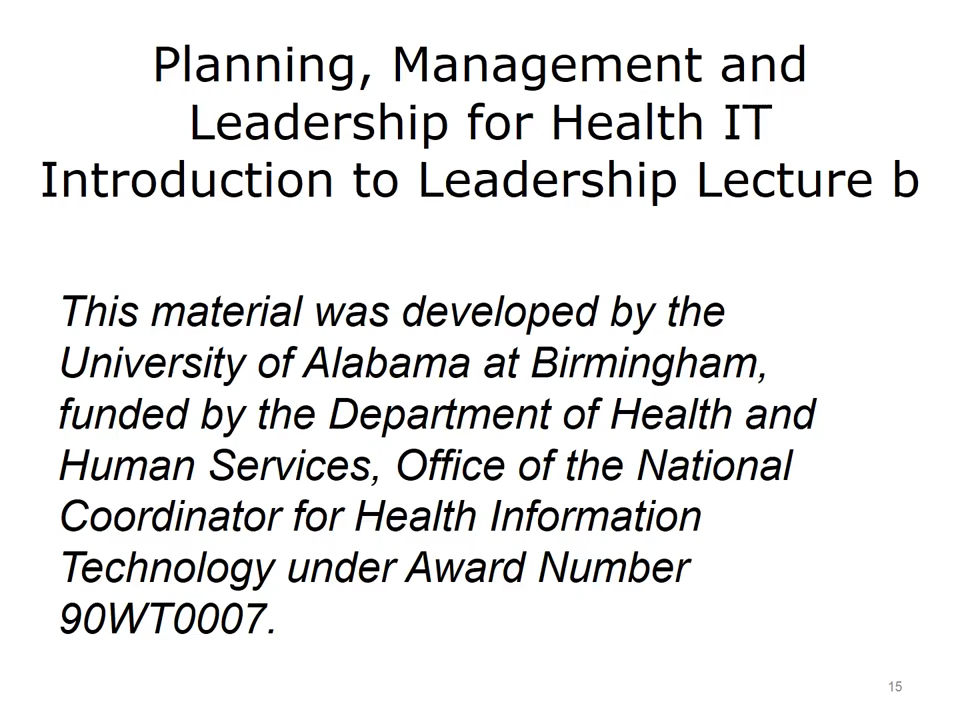 Planning, Management and
Leadership for Health IT
Introduction to Leadership Lecture b
This material was developed by the
University of Alabama at Birmingham,
funded by the Department of Health and
Human Services, Office of the National
Coordinator for Health Information
Technology under Award Number
90WT0007.
15